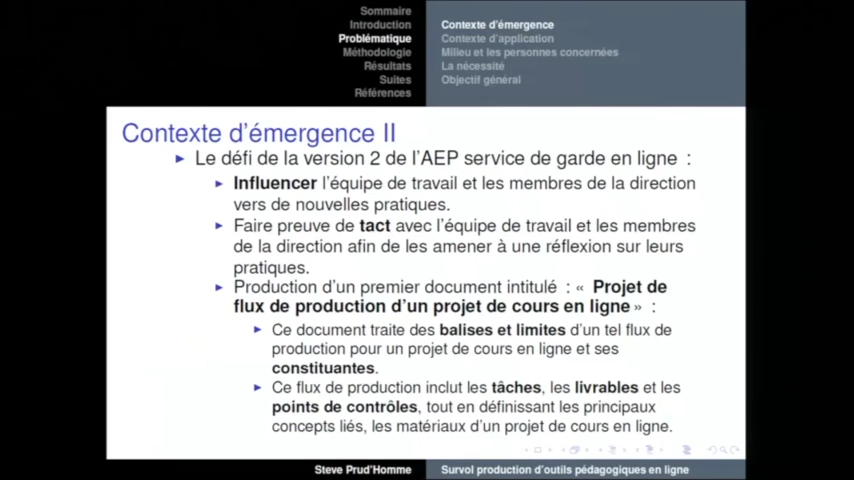 Sommaire
Introduction
Problématique
Méthodologie
Résultats
Suites
Références
Contexte d'émergence
Contexte d'application
Milieu et les personnes concernées
La nécessité
Objectif général
Contexte d'émergence II
Le défi de la version 2 de l'AEP service de garde en ligne :
Influencer l'équipe de travail et les membres de la direction
vers de nouvelles pratiques.
Faire preuve de tact avec l'équipe de travail et les membres
de la direction afin de les amener à une réflexion sur leurs
pratiques.
Production d'un premier document intitulé : « Projet de
flux de production d'un projet de cours en ligne » :
Ce document traite des balises et limites d'un tel flux de
production pour un projet de cours en ligne et ses
constituantes.
Ce flux de production inclut les tâches, les livrables et les
points de contrôles, tout en définissant les principaux
concepts liés, les matériaux d'un projet de cours en ligne.
Steve Prud'Homme
Survol production d'outils pédagogiques en ligne